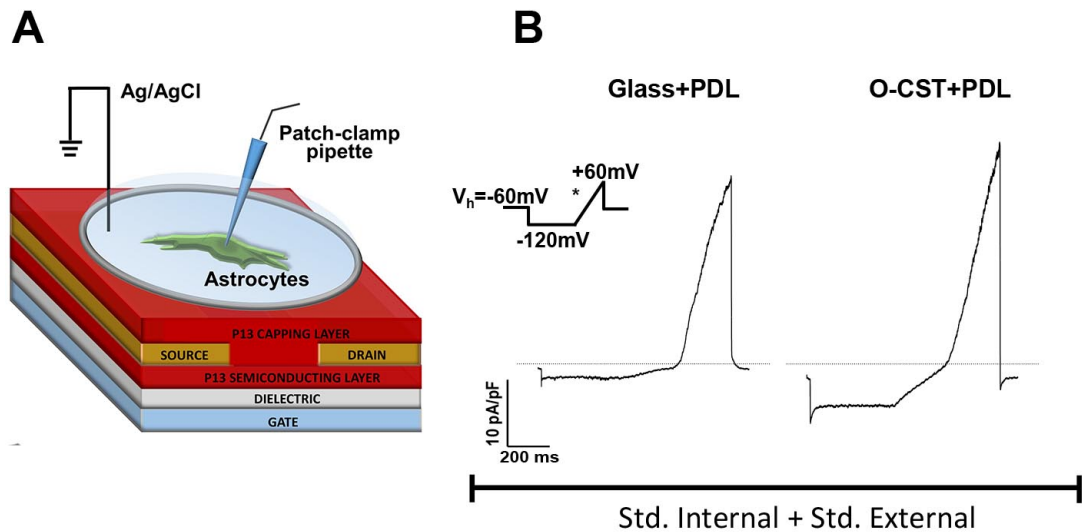 A
Ag/AgCl
Patch-clamp
pipette
Astrocytes
P13 CAPPING LAYER
SOURCE
DRAIN
P13 SEMICONDUCTING LAYER
DIELECTRIC
GATE
B
Glass+PDL
O-CST+PDL
+60mV
*
Vh=-60mV
-120mV
10 pA/pF
200 ms
Std. Internal + Std. External